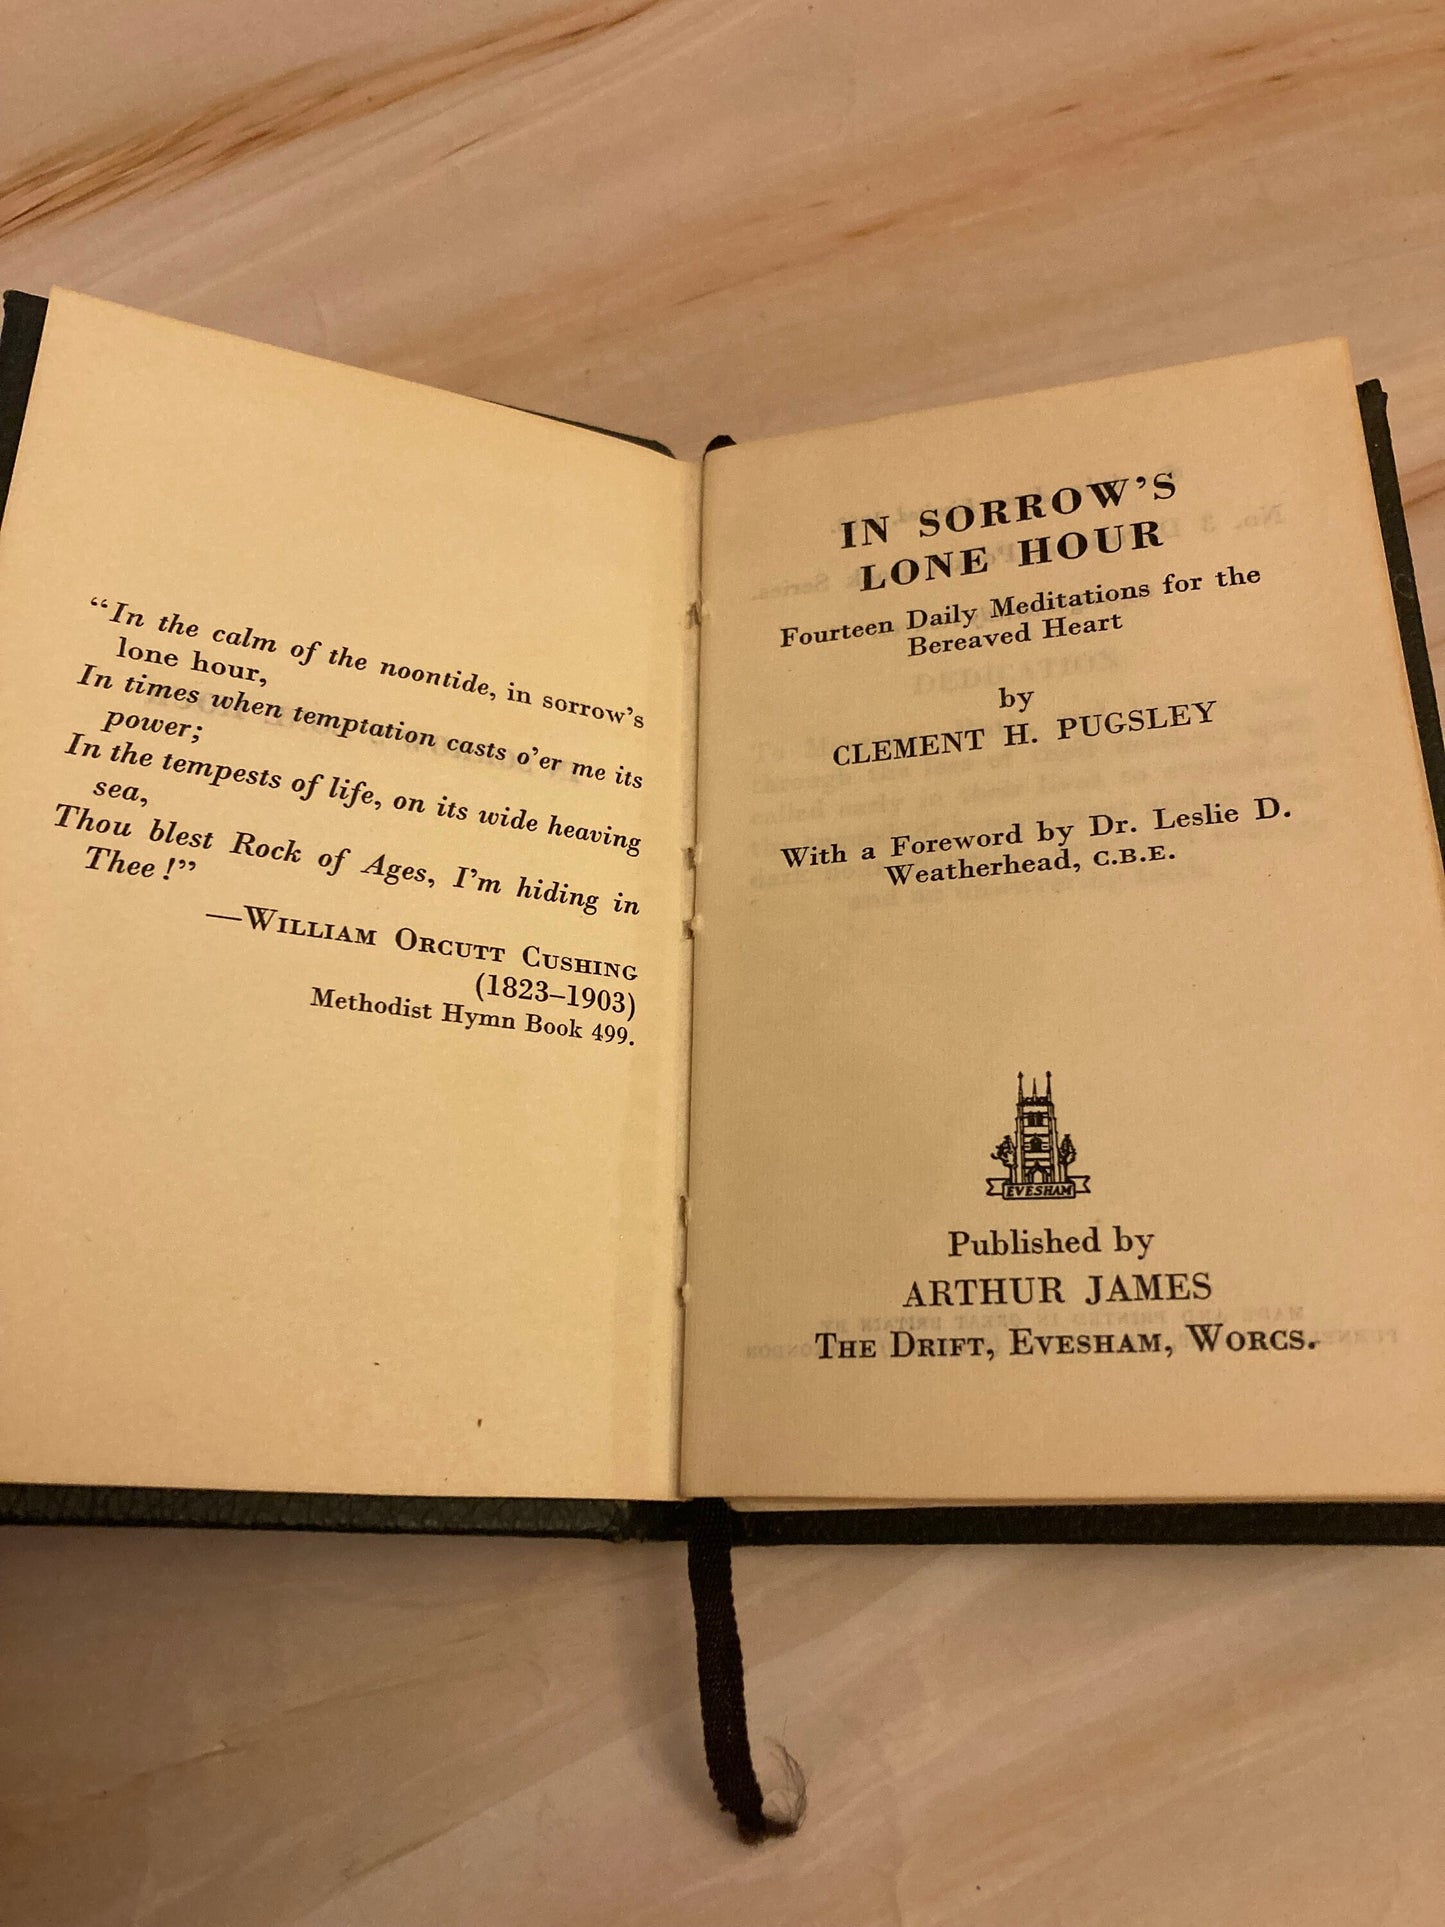 “In the calm of the noontide, in sorrow’s
lone hour,
In times when temptation casts o’er me its
power;
In the tempests of life, on its wide heaving
sea,
Thou blest Rock of Ages, I’m hiding in
Thee !”
—William Orcutt Cushing
(1823–1903)
Methodist Hymn Book 499.
IN SORROW’S
LONE HOUR
Fourteen Daily Meditations for the
Bereaved Heart
by
CLEMENT H. PUGSLEY
With a Foreword by Dr. Leslie D.
Weatherhead, C.B.E.
EVESHAM
Published by
ARTHUR JAMES
The Drift, Evesham, Worcs.